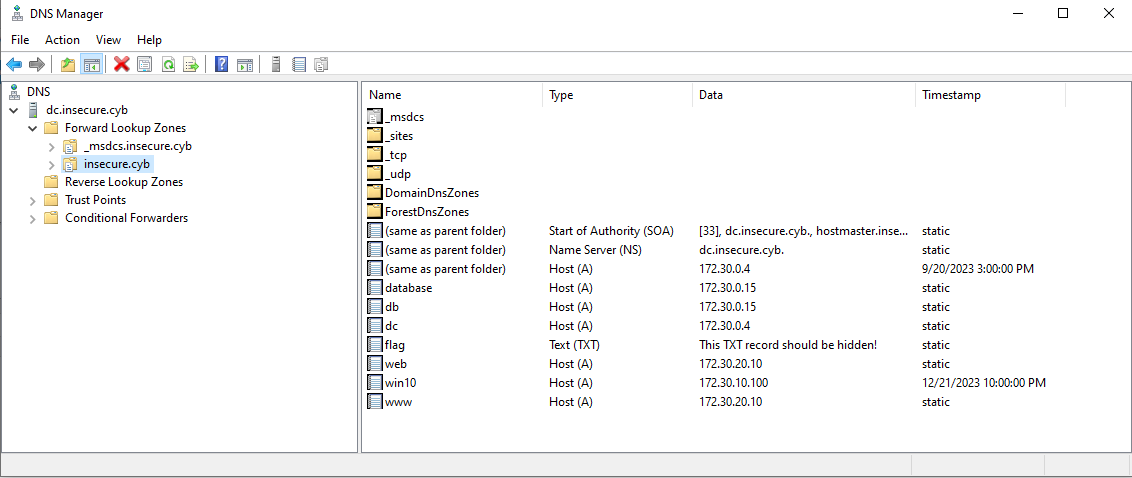 DNS Manager
File Action View Help
DNS
dc.insecure.cyb
Forward Lookup Zones
_msdcs.insecure.cyb
insecure.cyb
Reverse Lookup Zones
Trust Points
Conditional Forwarders
Name Type Data Timestamp
_msdcs
_sites
_tcp
_udp
DomainDnsZones
ForestDnsZones
(same as parent folder) Start of Authority (SOA) [33], dc.insecure.cyb., hostmaster.inse... static
(same as parent folder) Name Server (NS) dc.insecure.cyb. static
(same as parent folder) Host (A) 172.30.0.4 9/20/2023 3:00:00 PM
database Host (A) 172.30.0.15 static
db Host (A) 172.30.0.15 static
dc Host (A) 172.30.0.4 static
flag Text (TXT) This TXT record should be hidden! static
web Host (A) 172.30.20.10 static
win10 Host (A) 172.30.10.100 12/21/2023 10:00:00 PM
www Host (A) 172.30.20.10 static